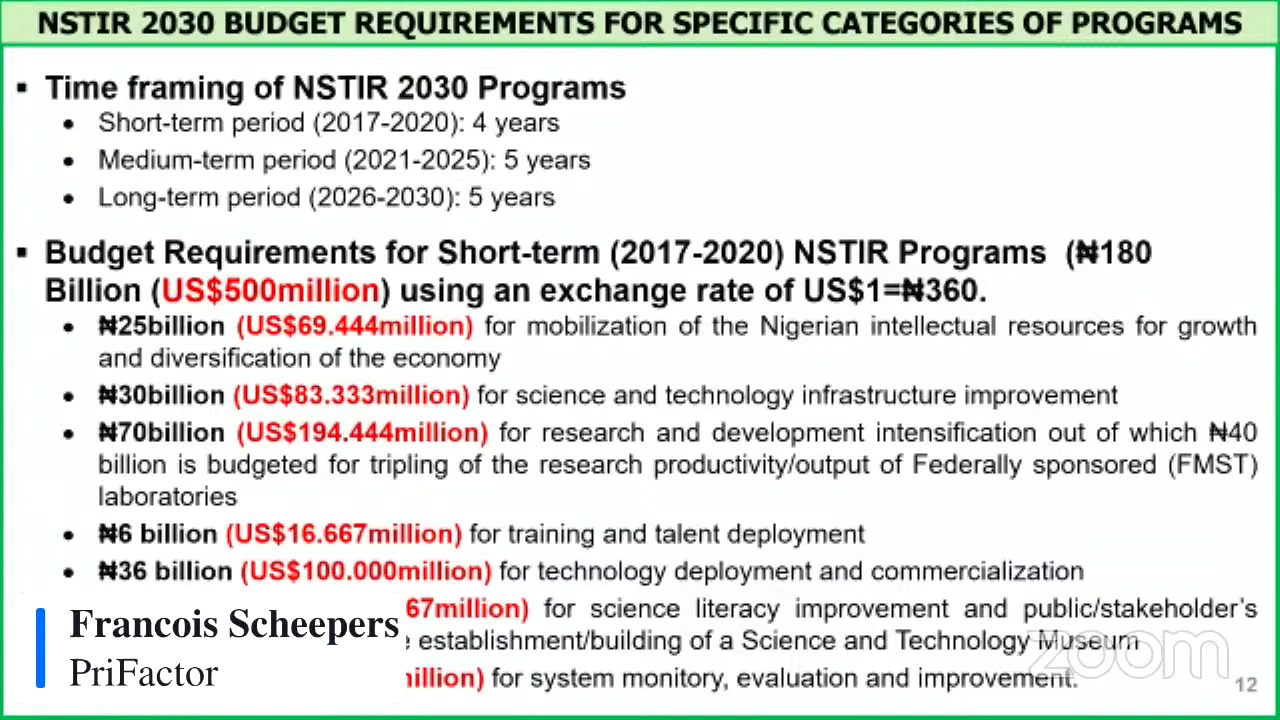 NSTIR 2030 BUDGET REQUIREMENTS FOR SPECIFIC CATEGORIES OF PROGRAMS
▪ Time framing of NSTIR 2030 Programs
• Short-term period (2017-2020): 4 years
• Medium-term period (2021-2025): 5 years
• Long-term period (2026-2030): 5 years
▪ Budget Requirements for Short-term (2017-2020) NSTIR Programs (₦180
Billion (US$500million) using an exchange rate of US$1=₦360.
• ₦25billion (US$69.444million) for mobilization of the Nigerian intellectual resources for growth
and diversification of the economy
• ₦30billion (US$83.333million) for science and technology infrastructure improvement
• ₦70billion (US$194.444million) for research and development intensification out of which ₦40
billion is budgeted for tripling of the research productivity/output of Federally sponsored (FMST)
laboratories
• ₦6 billion (US$16.667million) for training and talent deployment
• ₦36 billion (US$100.000million) for technology deployment and commercialization
67million) for science literacy improvement and public/stakeholder's
establishment/building of a Science and Technology Museum
million) for system monitory, evaluation and improvement.
Francois Scheepers
PriFactor
zoom
12